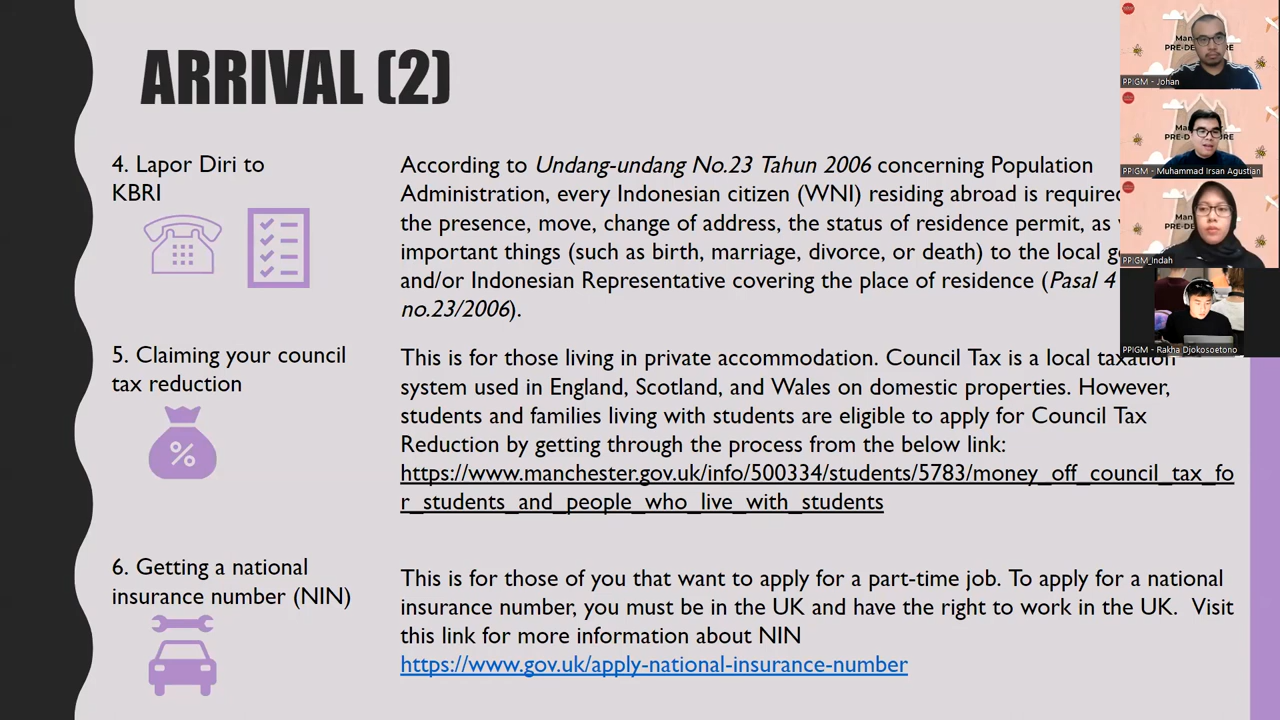 ARRIVAL (2)
4. Lapor Diri to
KBRI
According to Undang-undang No.23 Tahun 2006 concerning Population
Administration, every Indonesian citizen (WNI) residing abroad is required
the presence, move, change of address, the status of residence permit, as
important things (such as birth, marriage, divorce, or death) to the local
and/or Indonesian Representative covering the place of residence (Pasal 4
no.23/2006).
5. Claiming your council
tax reduction
This is for those living in private accommodation. Council Tax is a local taxation
system used in England, Scotland, and Wales on domestic properties. However,
students and families living with students are eligible to apply for Council Tax
Reduction by getting through the process from the below link:
https://www.manchester.gov.uk/info/500334/students/5783/money_off_council_tax_fo
r_students_and_people_who_live_with_students
6. Getting a national
insurance number (NIN)
This is for those of you that want to apply for a part-time job. To apply for a national
insurance number, you must be in the UK and have the right to work in the UK.  Visit
this link for more information about NIN
https://www.gov.uk/apply-national-insurance-number
PPIGM - Johan
PPIGM - Muhammad Irsan Agustian
PPIGM_Indah
PPIGM - Rakha Djokosoetono